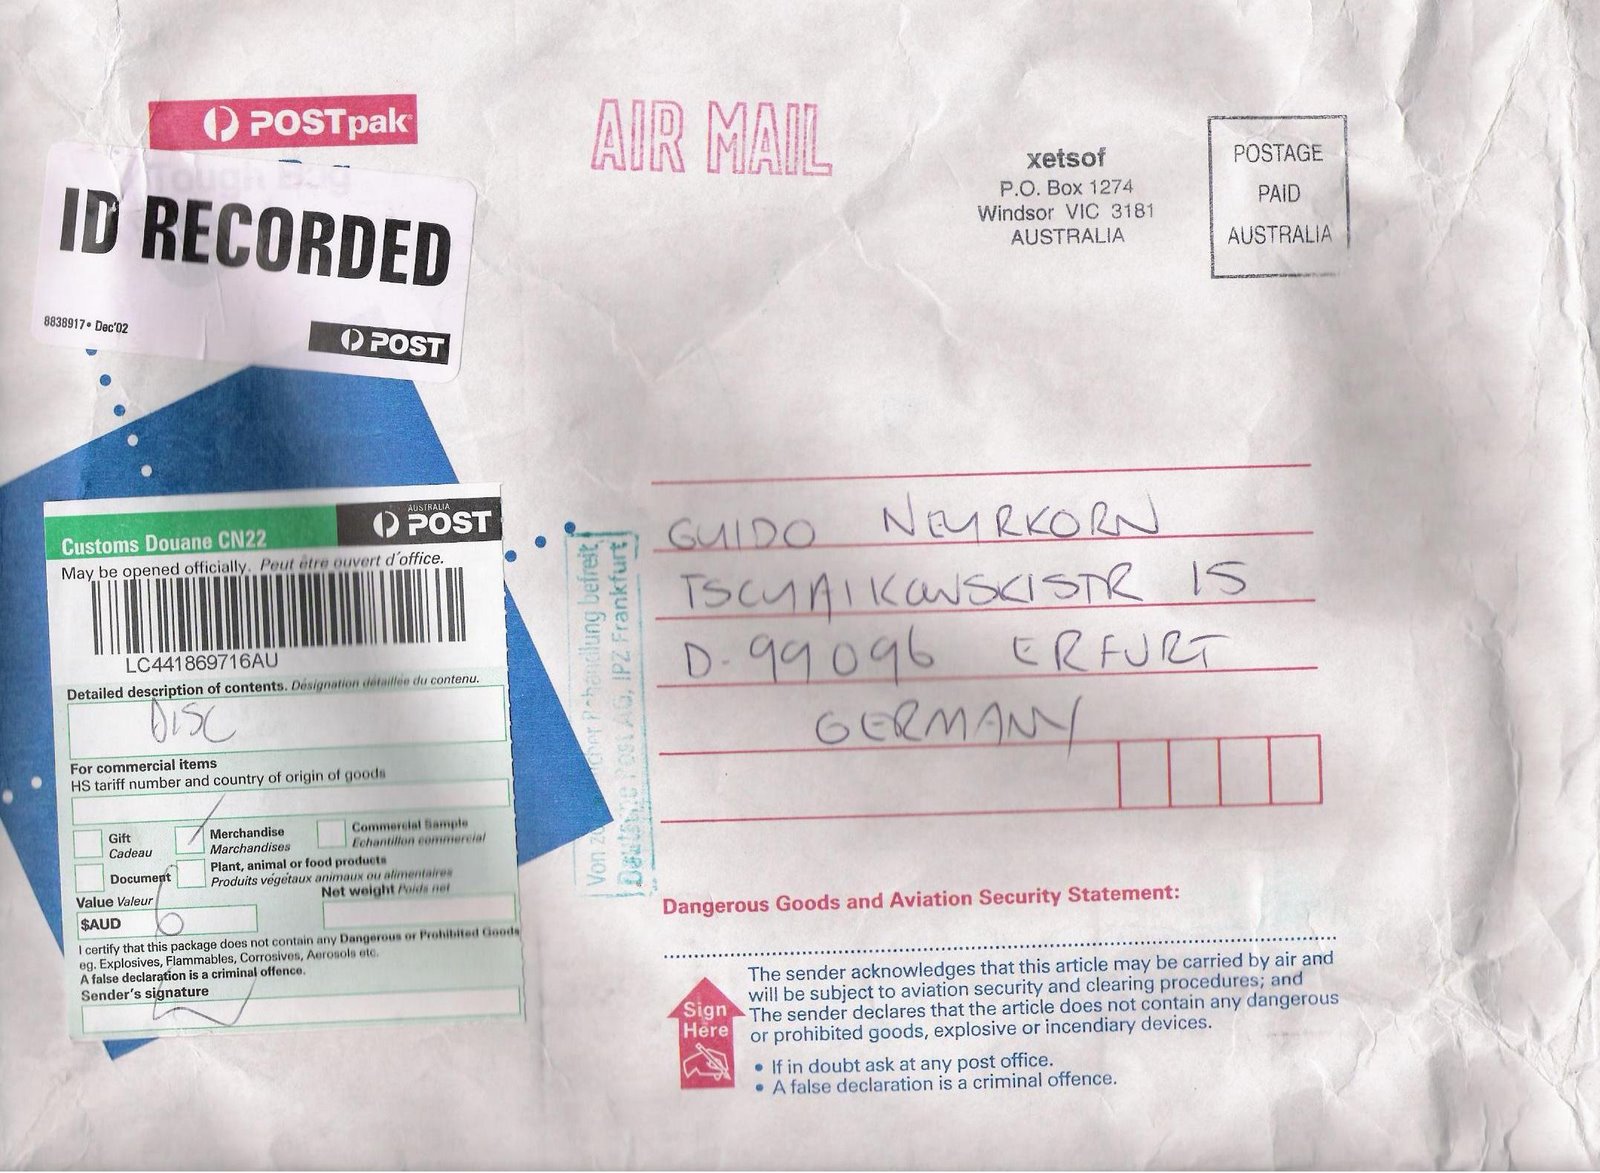 POSTpak
Tough Bag
ID RECORDED
8838917• Dec'02
POST
AIR MAIL
xetsof
P.O. Box 1274
Windsor VIC 3181
AUSTRALIA
POSTAGE
PAID
AUSTRALIA
Customs Douane CN22
AUSTRALIA
POST
May be opened officially. Peut être ouvert d'office.
LC441869716AU
Detailed description of contents. Désignation détaillée du contenu.
DISC
For commercial items
HS tariff number and country of origin of goods
Gift
Cadeau
Merchandise
Marchandises
Commercial Sample
Echantillon commercial
Document
Plant, animal or food products
Produits végétaux animaux ou alimentaires
Value Valeur
Net weight Poids net
$AUD 6
I certify that this package does not contain any Dangerous or Prohibited Goods
eg. Explosives, Flammables, Corrosives, Aerosols etc.
A false declaration is a criminal offence.
Sender's signature
Von befreit
Deutsche Post AG, IPZ Frankfurt
GUIDO NEYRKORN
TSCHAIKOWSKISTR 15
D-99096 ERFURT
GERMANY
Dangerous Goods and Aviation Security Statement:
Sign
Here
The sender acknowledges that this article may be carried by air and
will be subject to aviation security and clearing procedures; and
The sender declares that the article does not contain any dangerous
or prohibited goods, explosive or incendiary devices.
• If in doubt ask at any post office.
• A false declaration is a criminal offence.